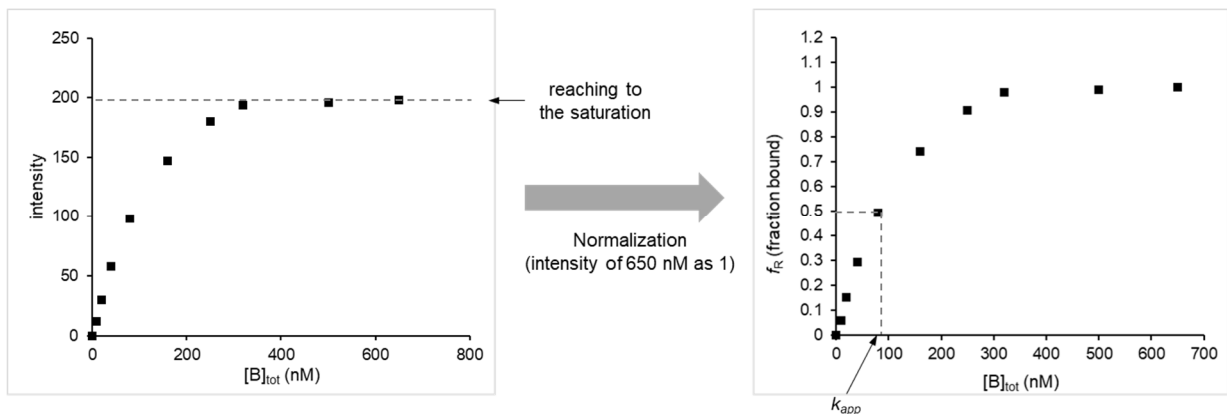 250
200
150
100
50
0
intensity
0 200 400 600 800
[B]tot (nM)
reaching to
the saturation
Normalization
(intensity of 650 nM as 1)
1.2
1.1
1
0.9
0.8
0.7
0.6
0.5
0.4
0.3
0.2
0.1
0
fR (fraction bound)
0 100 200 300 400 500 600 700
[B]tot (nM)
kapp